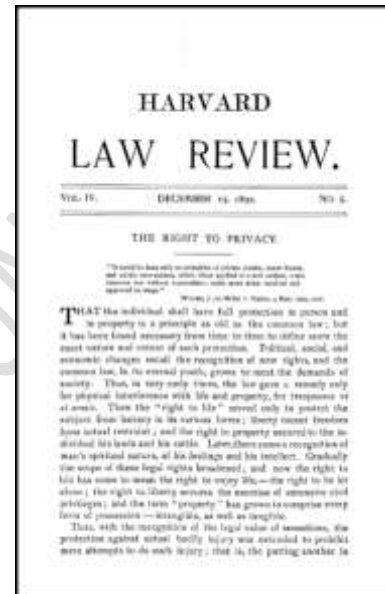 HARVARD
LAW REVIEW.
VOL. IV. DECEMBER 15, 1890. NO. 5.
THE RIGHT TO PRIVACY.
THAT the individual shall have full protection in person and
in property is a principle as old as the common law; but
it has been found necessary from time to time to define anew the
exact nature and extent of such protection. Political, social, and
economic changes entail the recognition of new rights, and the
common law, in its eternal youth, grows to meet the demands of
society. Thus, in very early times, the law gave a remedy only
for physical interference with life and property, for trespasses vi
et armis. Then the "right to life" served only to protect the
subject from battery in its various forms; liberty meant freedom
from actual restraint; and the right to property secured to the in-
dividual his lands and his cattle. Later, there came a recognition of
man's spiritual nature, of his feelings and his intellect. Gradually
the scope of these legal rights broadened; and now the right to
life has come to mean the right to enjoy life,—the right to be let
alone; the right to liberty secures the exercise of extensive civil
privileges; and the term "property" has grown to comprise every
form of possession—intangible, as well as tangible.
Thus, with the recognition of the legal value of sensations, the
protection against actual bodily injury was extended to prohibit
mere attempts to do such injury; that is, the putting another in